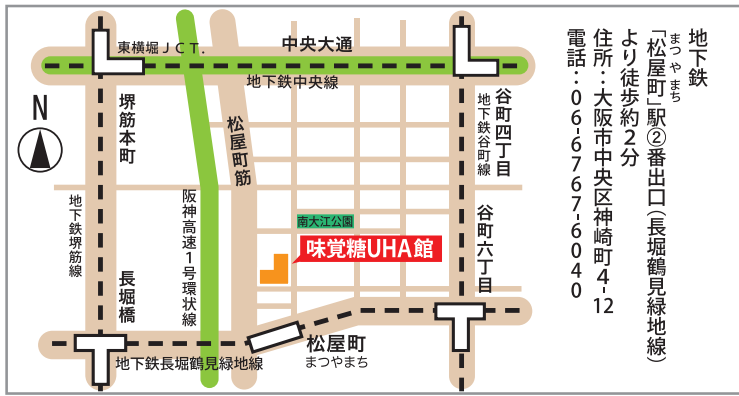 東横堀JCT.
中央大通
地下鉄中央線
N
堺筋本町
松屋町筋
谷町四丁目
地下鉄谷町線
地下鉄堺筋線
阪神高速1号環状線
南大江公園
味覚糖UHA館
谷町六丁目
長堀橋
松屋町
まつやまち
地下鉄長堀鶴見緑地線
地下鉄
まつやまち
「松屋町」駅②番出口(長堀鶴見緑地線)
より徒歩約2分
住所:大阪市中央区神崎町4-12
電話:06-6767-6040